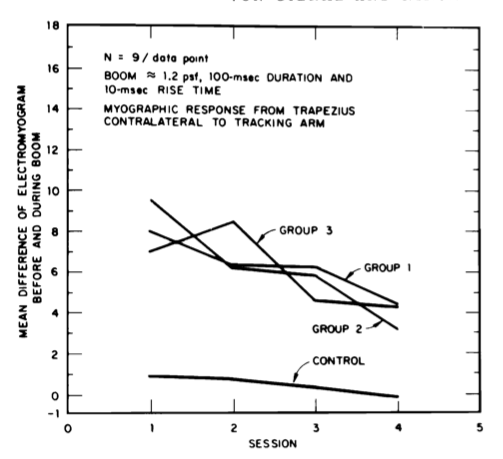 18
16
14
12
10
8
6
4
2
0
-1
MEAN DIFFERENCE OF ELECTROMYOGRAM
BEFORE AND DURING BOOM
N = 9/ data point
BOOM ≈ 1.2 psf, 100-msec DURATION AND
10-msec RISE TIME
MYOGRAPHIC RESPONSE FROM TRAPEZIUS
CONTRALATERAL TO TRACKING ARM
GROUP 3
GROUP 1
GROUP 2
CONTROL
0 1 2 3 4 5
SESSION